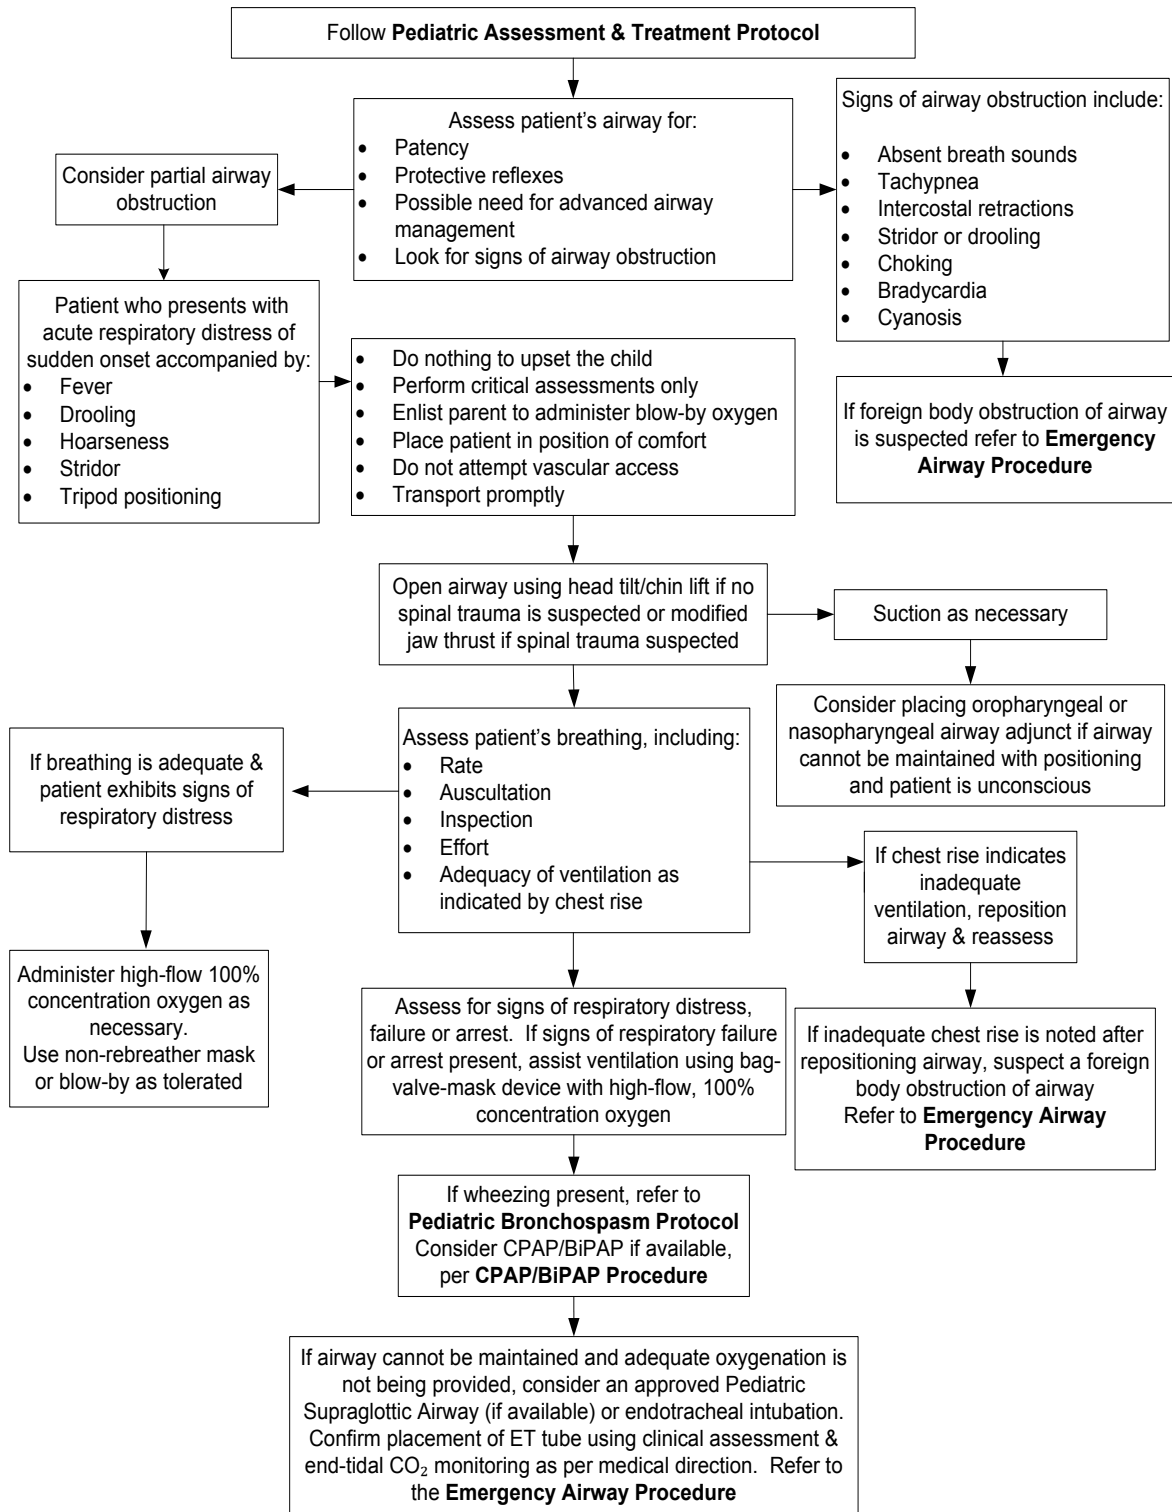 Follow Pediatric Assessment & Treatment Protocol
Assess patient's airway for:
• Patency
• Protective reflexes
• Possible need for advanced airway
management
• Look for signs of airway obstruction
Signs of airway obstruction include:
• Absent breath sounds
• Tachypnea
• Intercostal retractions
• Stridor or drooling
• Choking
• Bradycardia
• Cyanosis
Consider partial airway
obstruction
Patient who presents with
acute respiratory distress of
sudden onset accompanied by:
• Fever
• Drooling
• Hoarseness
• Stridor
• Tripod positioning
• Do nothing to upset the child
• Perform critical assessments only
• Enlist parent to administer blow-by oxygen
• Place patient in position of comfort
• Do not attempt vascular access
• Transport promptly
If foreign body obstruction of airway
is suspected refer to Emergency
Airway Procedure
Open airway using head tilt/chin lift if no
spinal trauma is suspected or modified
jaw thrust if spinal trauma suspected
Suction as necessary
Consider placing oropharyngeal or
nasopharyngeal airway adjunct if airway
cannot be maintained with positioning
and patient is unconscious
Assess patient's breathing, including:
• Rate
• Auscultation
• Inspection
• Effort
• Adequacy of ventilation as
indicated by chest rise
If breathing is adequate &
patient exhibits signs of
respiratory distress
If chest rise indicates
inadequate
ventilation, reposition
airway & reassess
Administer high-flow 100%
concentration oxygen as
necessary.
Use non-rebreather mask
or blow-by as tolerated
Assess for signs of respiratory distress,
failure or arrest.  If signs of respiratory failure
or arrest present, assist ventilation using bag-
valve-mask device with high-flow, 100%
concentration oxygen
If inadequate chest rise is noted after
repositioning airway, suspect a foreign
body obstruction of airway
Refer to Emergency Airway
Procedure
If wheezing present, refer to
Pediatric Bronchospasm Protocol
Consider CPAP/BiPAP if available,
per CPAP/BiPAP Procedure
If airway cannot be maintained and adequate oxygenation is
not being provided, consider an approved Pediatric
Supraglottic Airway (if available) or endotracheal intubation.
Confirm placement of ET tube using clinical assessment &
end-tidal CO₂ monitoring as per medical direction.  Refer to
the Emergency Airway Procedure